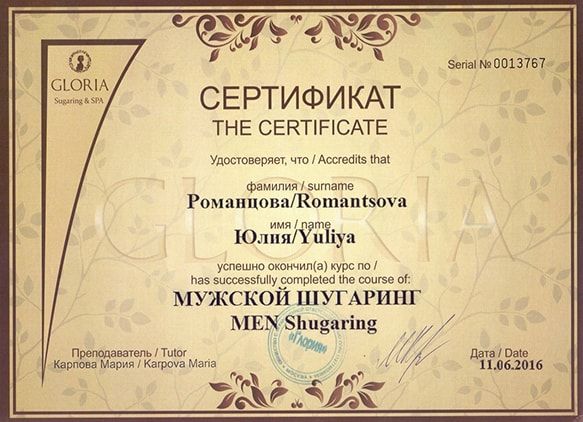 GLORIA
Sugaring & SPA
Serial № 0013767
СЕРТИФИКАТ
THE CERTIFICATE
Удостоверяет, что / Accredits that
фамилия / surname
Романцова/Romantsova
имя / name
Юлия/Yuliya
успешно окончил(а) курс по /
has successfully completed the course of:
МУЖСКОЙ ШУГАРИНГ
MEN Shugaring
«Глория»
МОСКВА
Преподаватель / Tutor
Карпова Мария / Karpova Maria
Дата / Date
11.06.2016
GLORIA